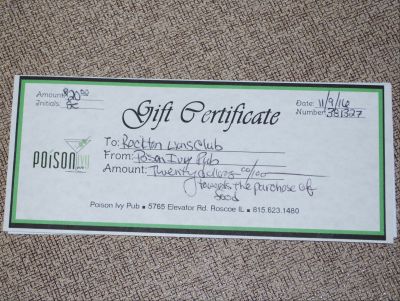 Amount: $20.00
Initials:
Date: 11/9/16
Number: 381327
Gift Certificate
To: Rockton Lions Club
From: Poison Ivy Pub
Amount: Twenty dollars 00/100
towards the purchase of
food
POISON IVY
Poison Ivy Pub ▪ 5765 Elevator Rd. Roscoe IL ▪ 815.623.1480